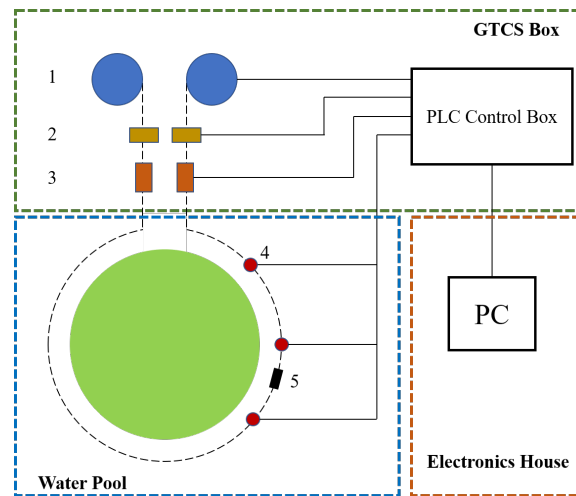 GTCS Box
1
PLC Control Box
2
3
4
PC
5
Water Pool
Electronics House